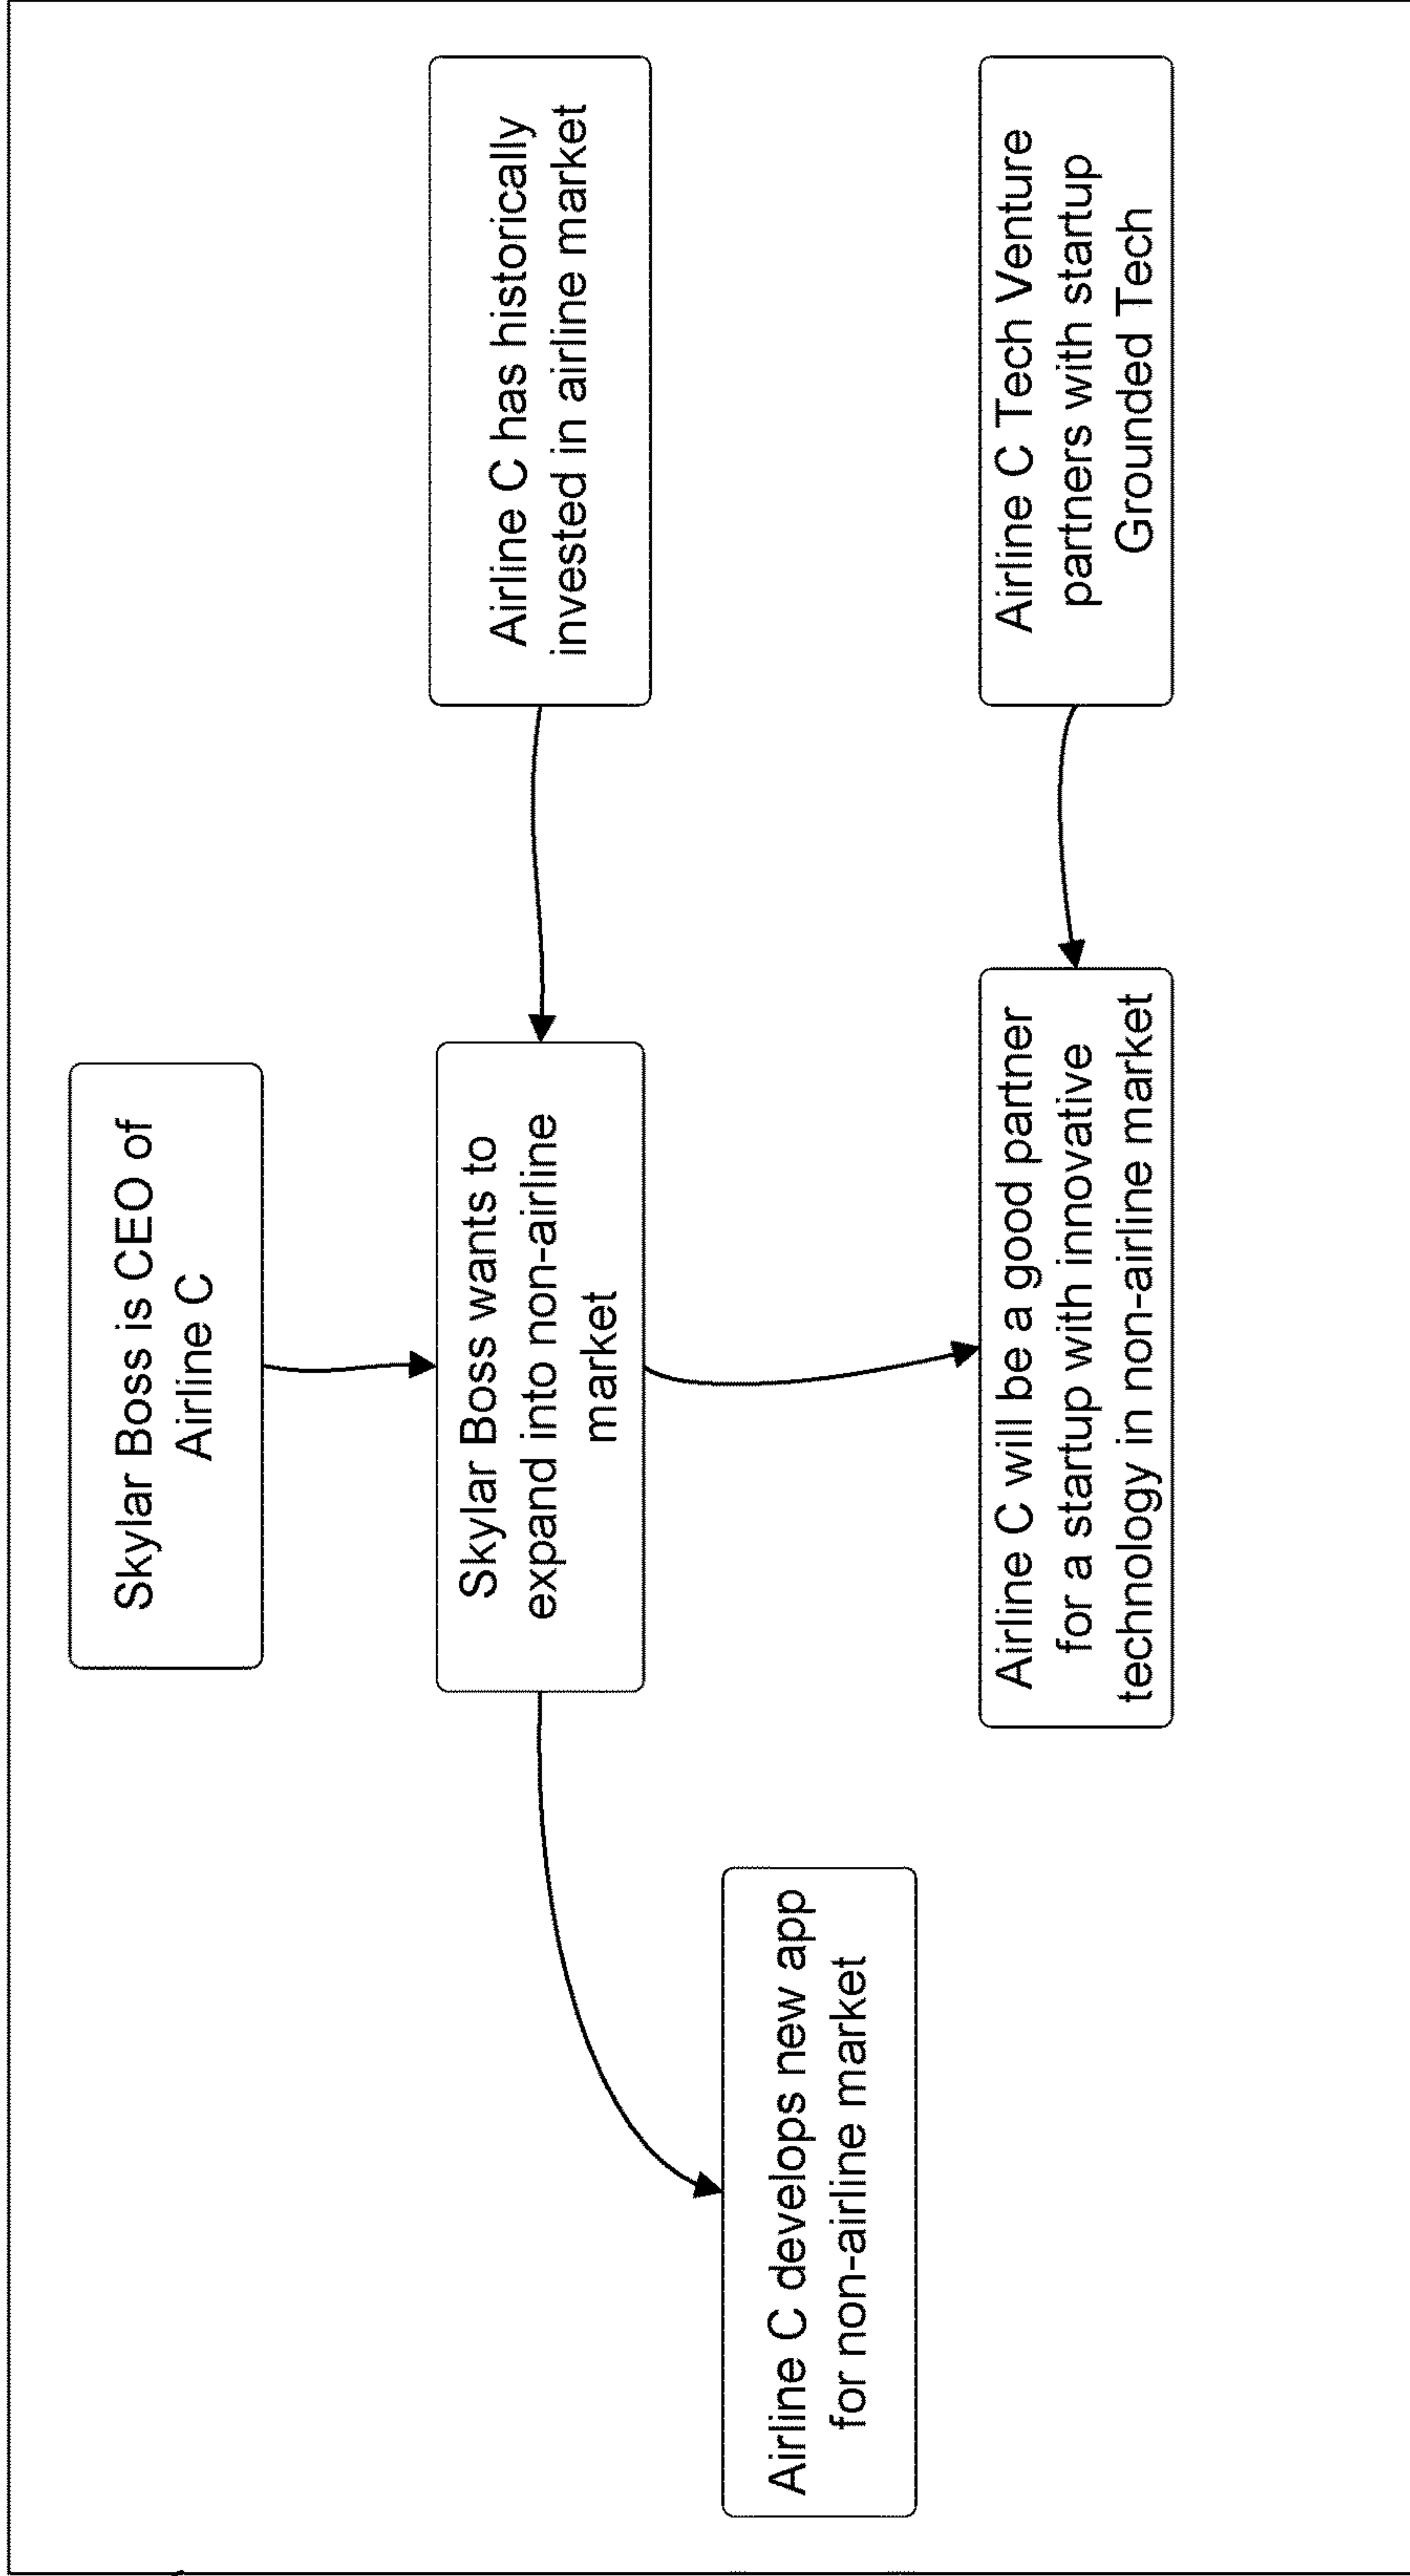 Skylar Boss is CEO of
Airline C
Skylar Boss wants to
expand into non-airline
market
Airline C has historically
invested in airline market
Airline C develops new app
for non-airline market
Airline C will be a good partner
for a startup with innovative
technology in non-airline market
Airline C Tech Venture
partners with startup
Grounded Tech